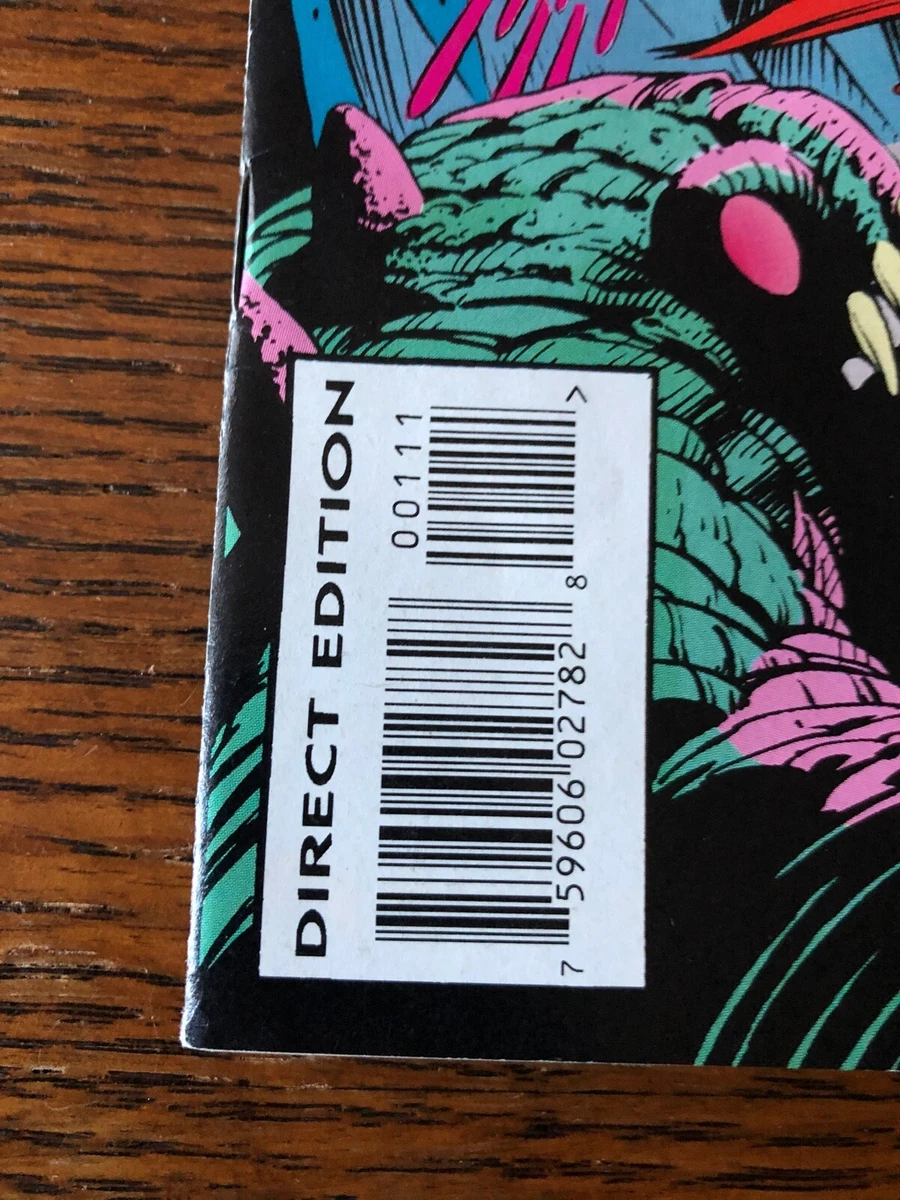 DIRECT EDITION
00111 >
7 59606 02782 8